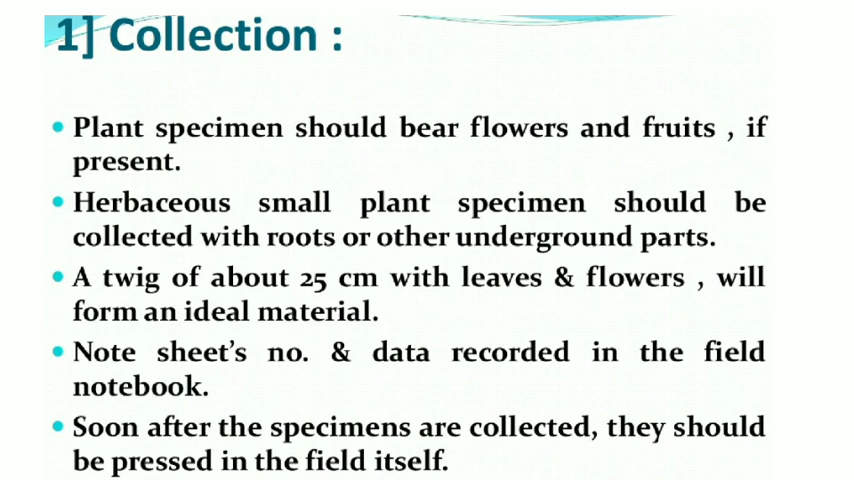 1] Collection :
• Plant specimen should bear flowers and fruits , if
present.
• Herbaceous small plant specimen should be
collected with roots or other underground parts.
• A twig of about 25 cm with leaves & flowers , will
form an ideal material.
• Note sheet's no. & data recorded in the field
notebook.
• Soon after the specimens are collected, they should
be pressed in the field itself.